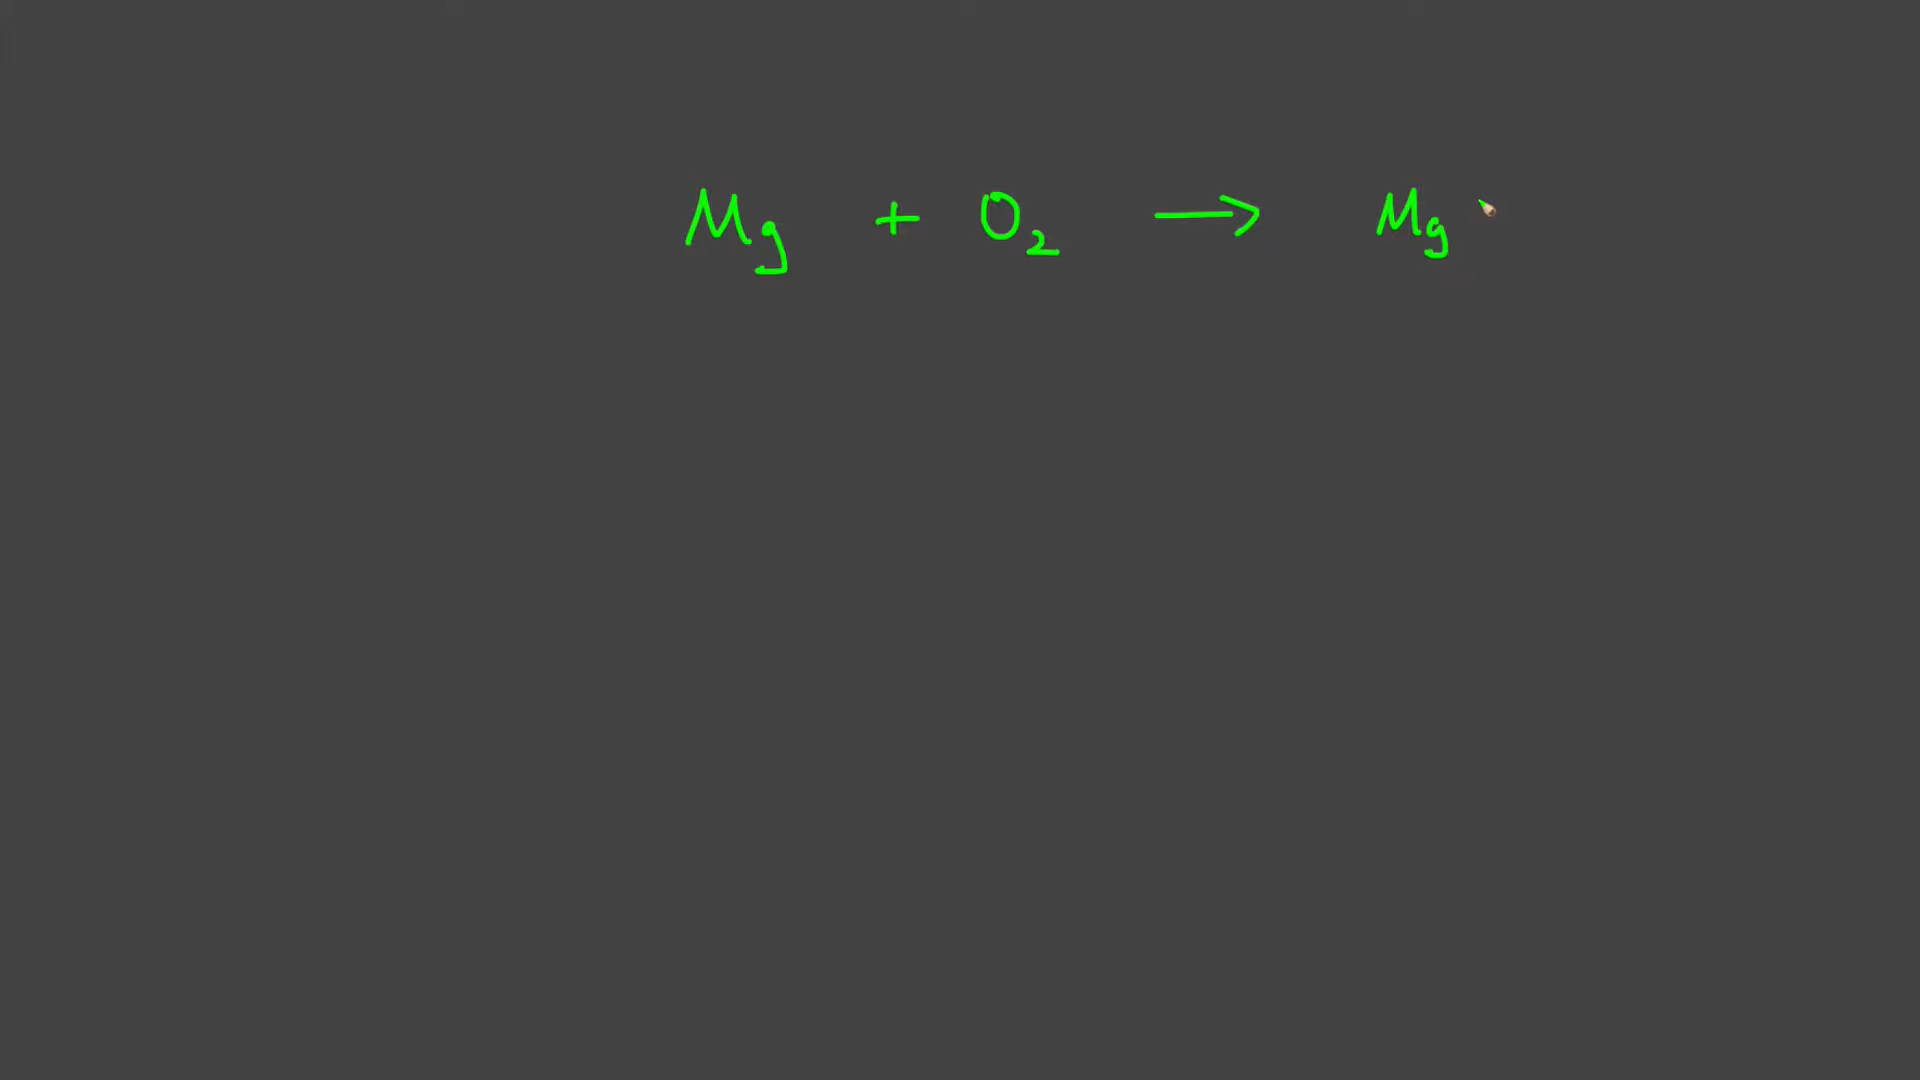 Mg + O₂ → Mg